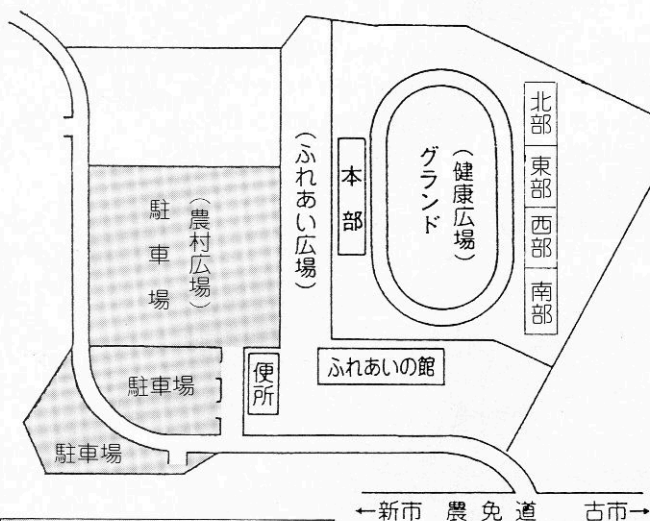 (ふれあい広場)
本部
(健康広場)
グランド
北部
東部
西部
南部
(農村広場)
駐車場
便所
ふれあいの館
駐車場
駐車場
←新市 農免道 古市→